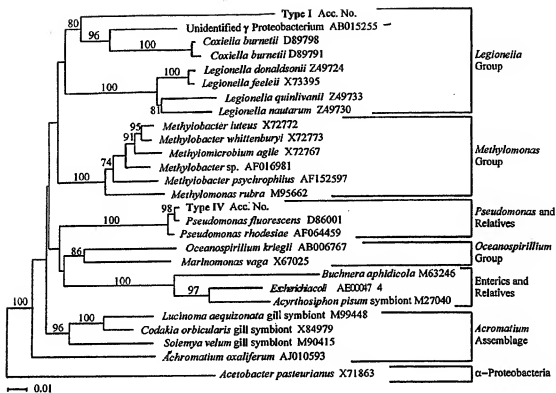 Type I Acc. No.
80
Unidentified γ Proteobacterium AB015255
96
Coxiella burnetii D89798
100
Coxiella burnetii D89791
Legionella
Group
Legionella donaldsonii Z49724
100
Legionella feeleii X73395
100
Legionella quinlivanii Z49733
81
Legionella nautarum Z49730
Methylobacter luteus X72772
95
Methylobacter whittenburyi X72773
91
Methylomicrobium agile X72767
Methylomonas
Group
74
Methylobacter sp. AF016981
Methylobacter psychrophilus AF152597
100
Methylomonas rubra M95662
Type IV Acc. No.
98
Pseudomonas fluorescens D86001
Pseudomonas and
Relatives
100
Pseudomonas rhodesiae AF064459
Oceanospirillum kriegii AB006767
Oceanospirillum
Group
86
Marinomonas vaga X67025
Buchnera aphidicola M63246
100
Eshrihiacoli AE00047 4
Enterics and
Relatives
97
Acyrthosiphon pisum symbiont M27040
100
Lucinoma aequizonata gill symbiont M99448
100
Codakia orbicularis gill symbiont X84979
Acromatium
Assemblage
96
Solemya velum gill symbiont M90415
Achromatium oxaliferum AJ010593
Acetobacter pasteurianus X71863
α-Proteobacteria
0.01